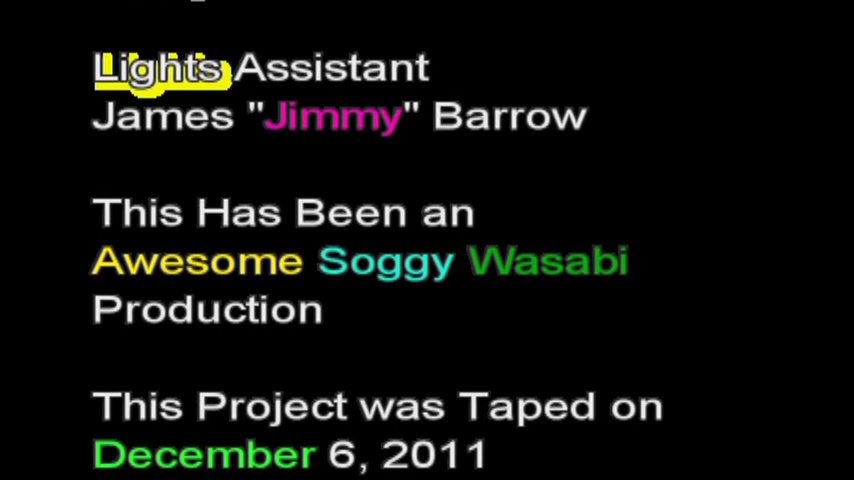 Lights Assistant
James "Jimmy" Barrow
This Has Been an
Awesome Soggy Wasabi
Production
This Project was Taped on
December 6, 2011